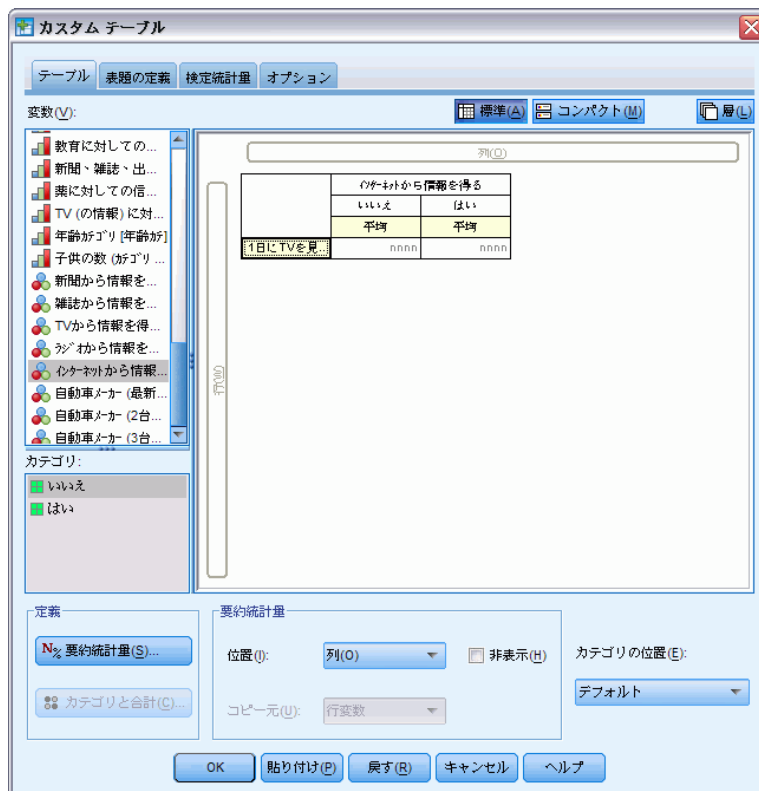 カスタム テーブル
テーブル 表題の定義 検定統計量 オプション
変数(V):
標準(A) コンパクト(M) 層(L)
教育に対しての...
新聞、雑誌、出...
薬に対しての信...
TV (の情報) に対...
年齢カテゴリ [年齢カテ]
子供の数 (カテゴリ ...
新聞から情報を...
雑誌から情報を...
TVから情報を得...
ラジオから情報を...
インターネットから情報...
自動車メーカー (最新...
自動車メーカー (2台...
自動車メーカー (3台...
列(O)
インターネットから情報を得る
いいえ はい
平均 平均
1日にTVを見... nnnn nnnn
行(W)
カテゴリ:
いいえ
はい
定義
N% 要約統計量(S)...
カテゴリと合計(C)...
要約統計量
位置(I): 列(O) 非表示(H)
コピー元(U): 行変数
カテゴリの位置(E):
デフォルト
OK 貼り付け(P) 戻す(R) キャンセル ヘルプ